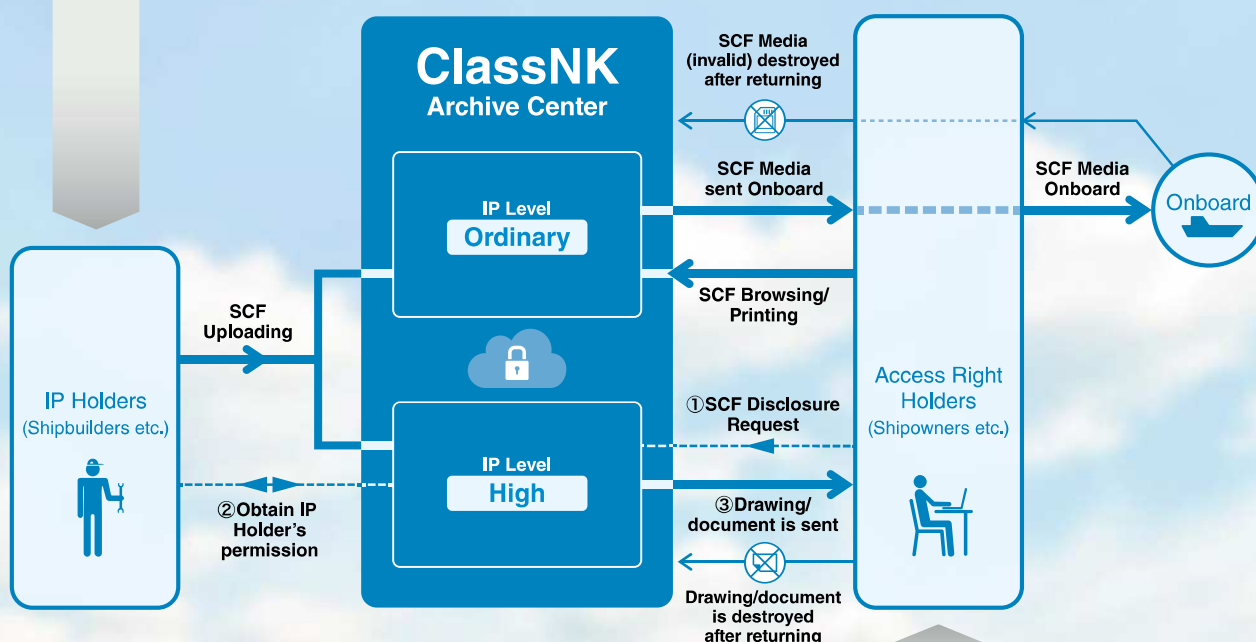 ClassNK
Archive Center
IP Level
Ordinary
IP Level
High
IP Holders
(Shipbuilders etc.)
SCF
Uploading
②Obtain IP
Holder's
permission
SCF Media
(invalid) destroyed
after returning
SCF Media
sent Onboard
SCF Browsing/
Printing
①SCF Disclosure
Request
③Drawing/
document is sent
Drawing/document
is destroyed
after returning
Access Right
Holders
(Shipowners etc.)
SCF Media
Onboard
Onboard